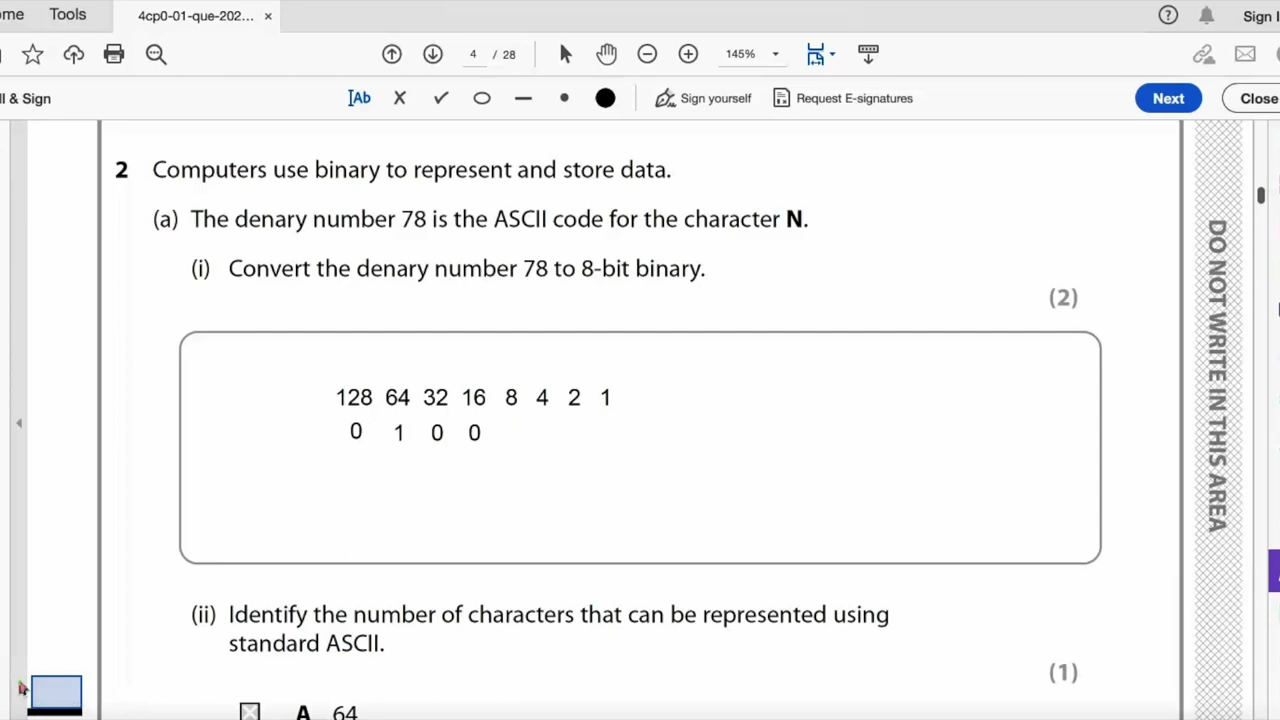 ome Tools 4cp0-01-que-202... × Sign I
4 / 28 145%
ll & Sign Ab Sign yourself Request E-signatures Next Close
2 Computers use binary to represent and store data.
(a) The denary number 78 is the ASCII code for the character N.
(i) Convert the denary number 78 to 8-bit binary.
(2)
128 64 32 16 8 4 2 1
0 1 0 0
(ii) Identify the number of characters that can be represented using
standard ASCII.
(1)
A 64
DO NOT WRITE IN THIS AREA